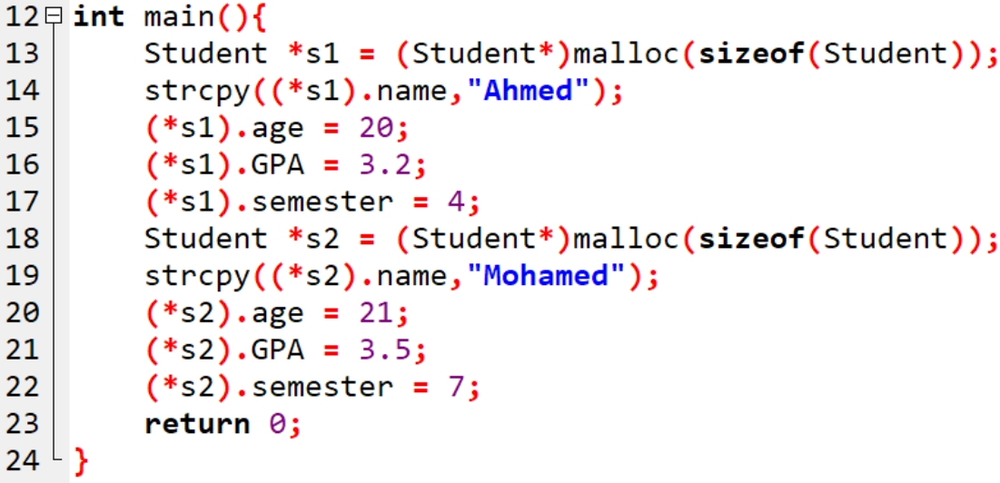 12 int main(){
13 Student *s1 = (Student*)malloc(sizeof(Student));
14 strcpy((*s1).name,"Ahmed");
15 (*s1).age = 20;
16 (*s1).GPA = 3.2;
17 (*s1).semester = 4;
18 Student *s2 = (Student*)malloc(sizeof(Student));
19 strcpy((*s2).name,"Mohamed");
20 (*s2).age = 21;
21 (*s2).GPA = 3.5;
22 (*s2).semester = 7;
23 return 0;
24 }